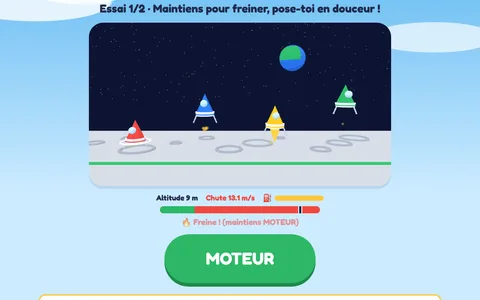 Essai 1/2 · Maintiens pour freiner, pose-toi en douceur !
Altitude 9 m Chute 13.1 m/s
🔥 Freine ! (maintiens MOTEUR)
MOTEUR